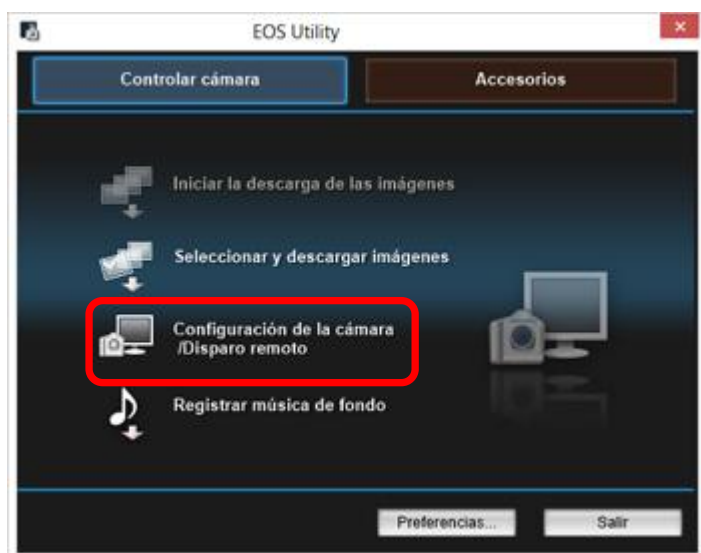 EOS Utility
Controlar cámara
Accesorios
Iniciar la descarga de las imágenes
Seleccionar y descargar imágenes
Configuración de la cámara
/Disparo remoto
Registrar música de fondo
Preferencias...
Salir